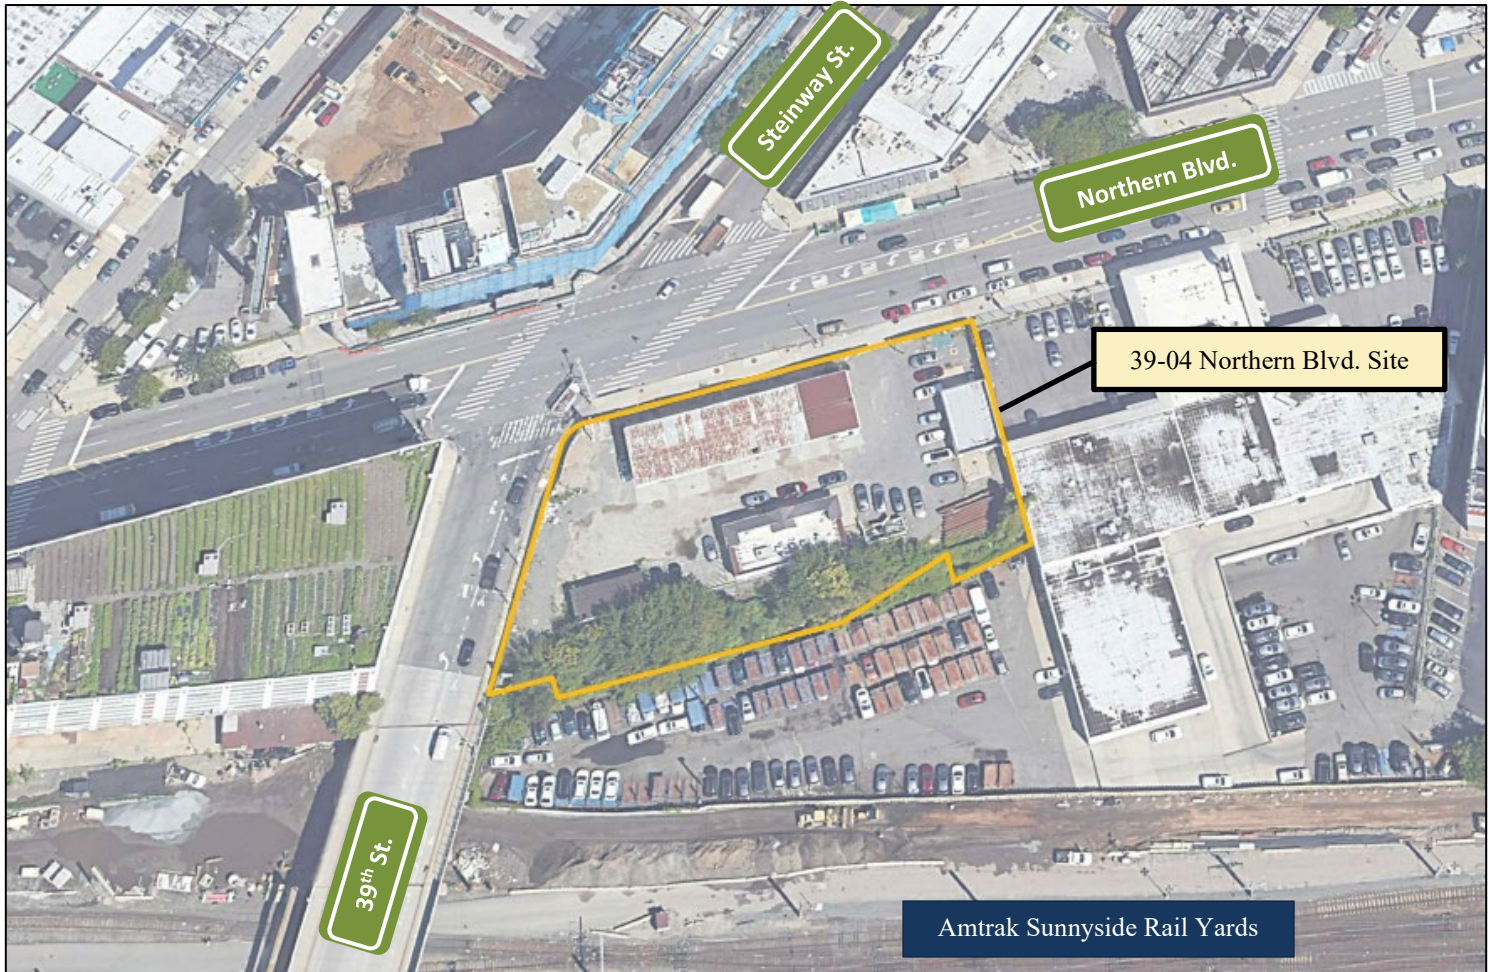 Steinway St.
Northern Blvd.
39-04 Northern Blvd. Site
39th St.
Amtrak Sunnyside Rail Yards